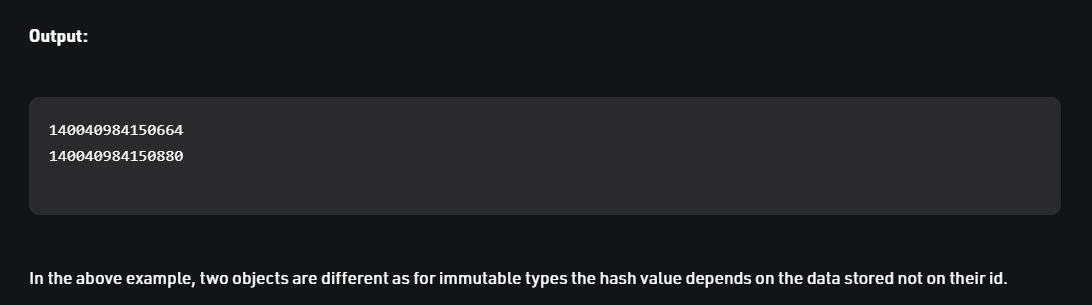 Output:
140040984150664
140040984150880
In the above example, two objects are different as for immutable types the hash value depends on the data stored not on their id.